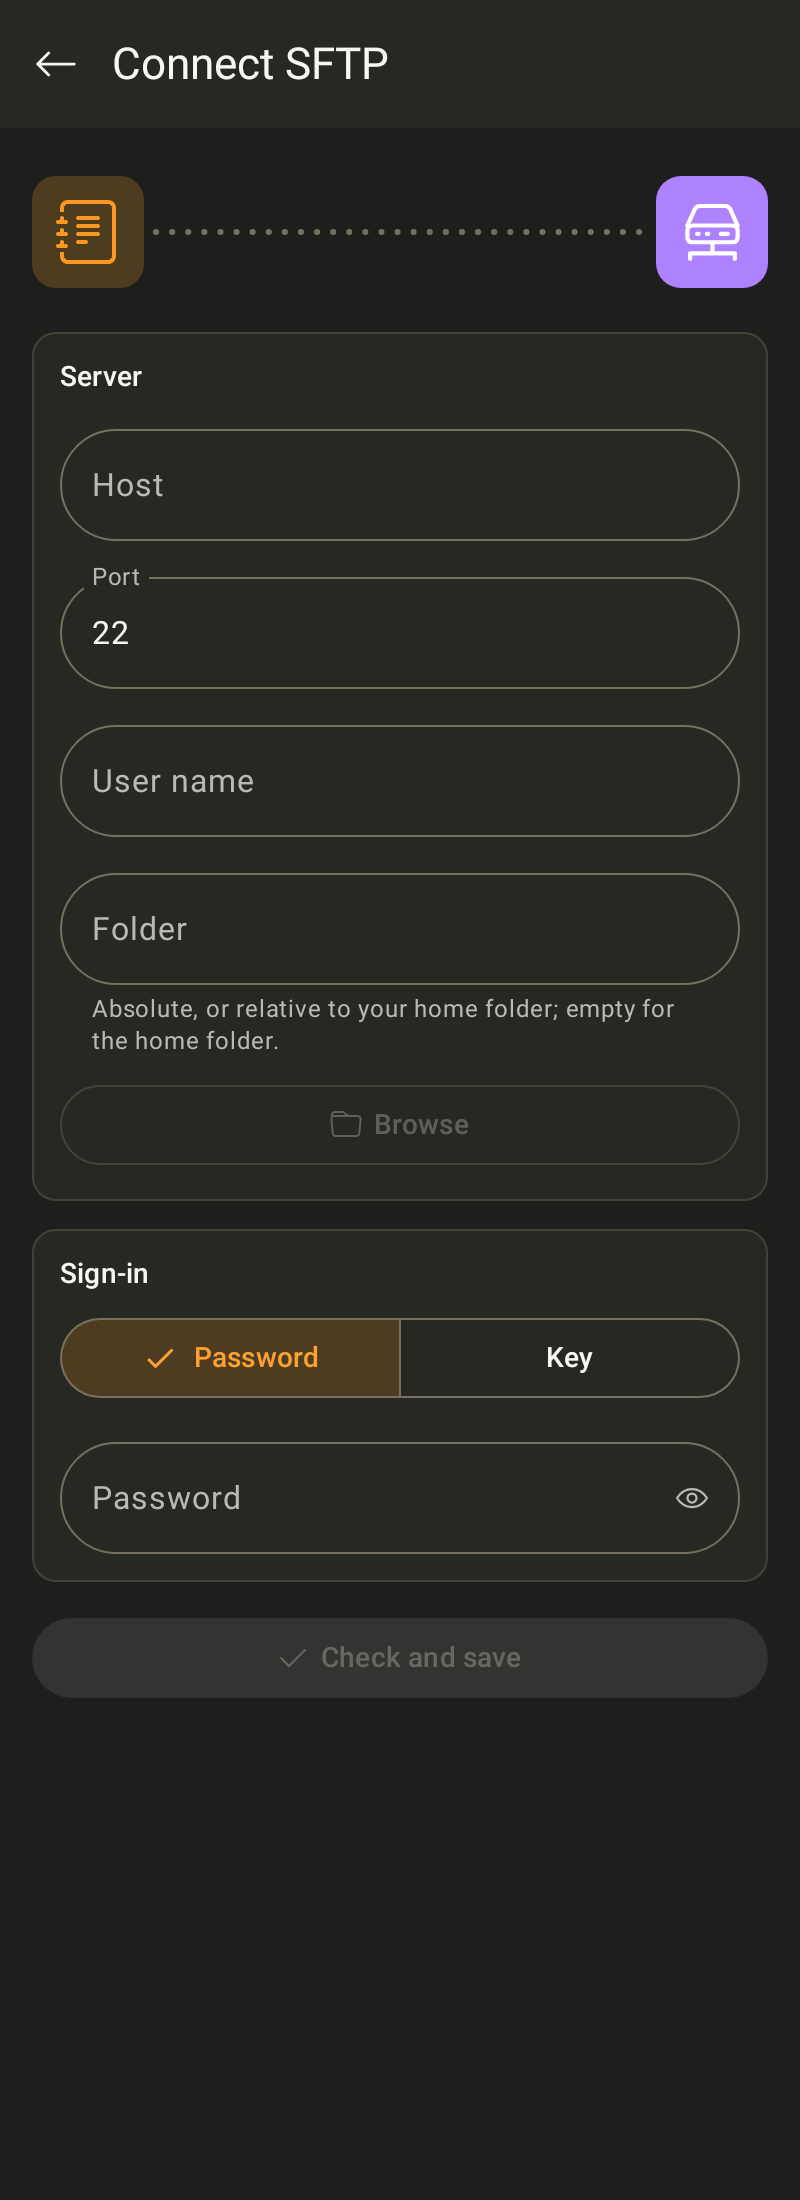 Connect SFTP
Server
Host
Port
22
User name
Folder
Absolute, or relative to your home folder; empty for
the home folder.
Browse
Sign-in
Password
Key
Password
Check and save